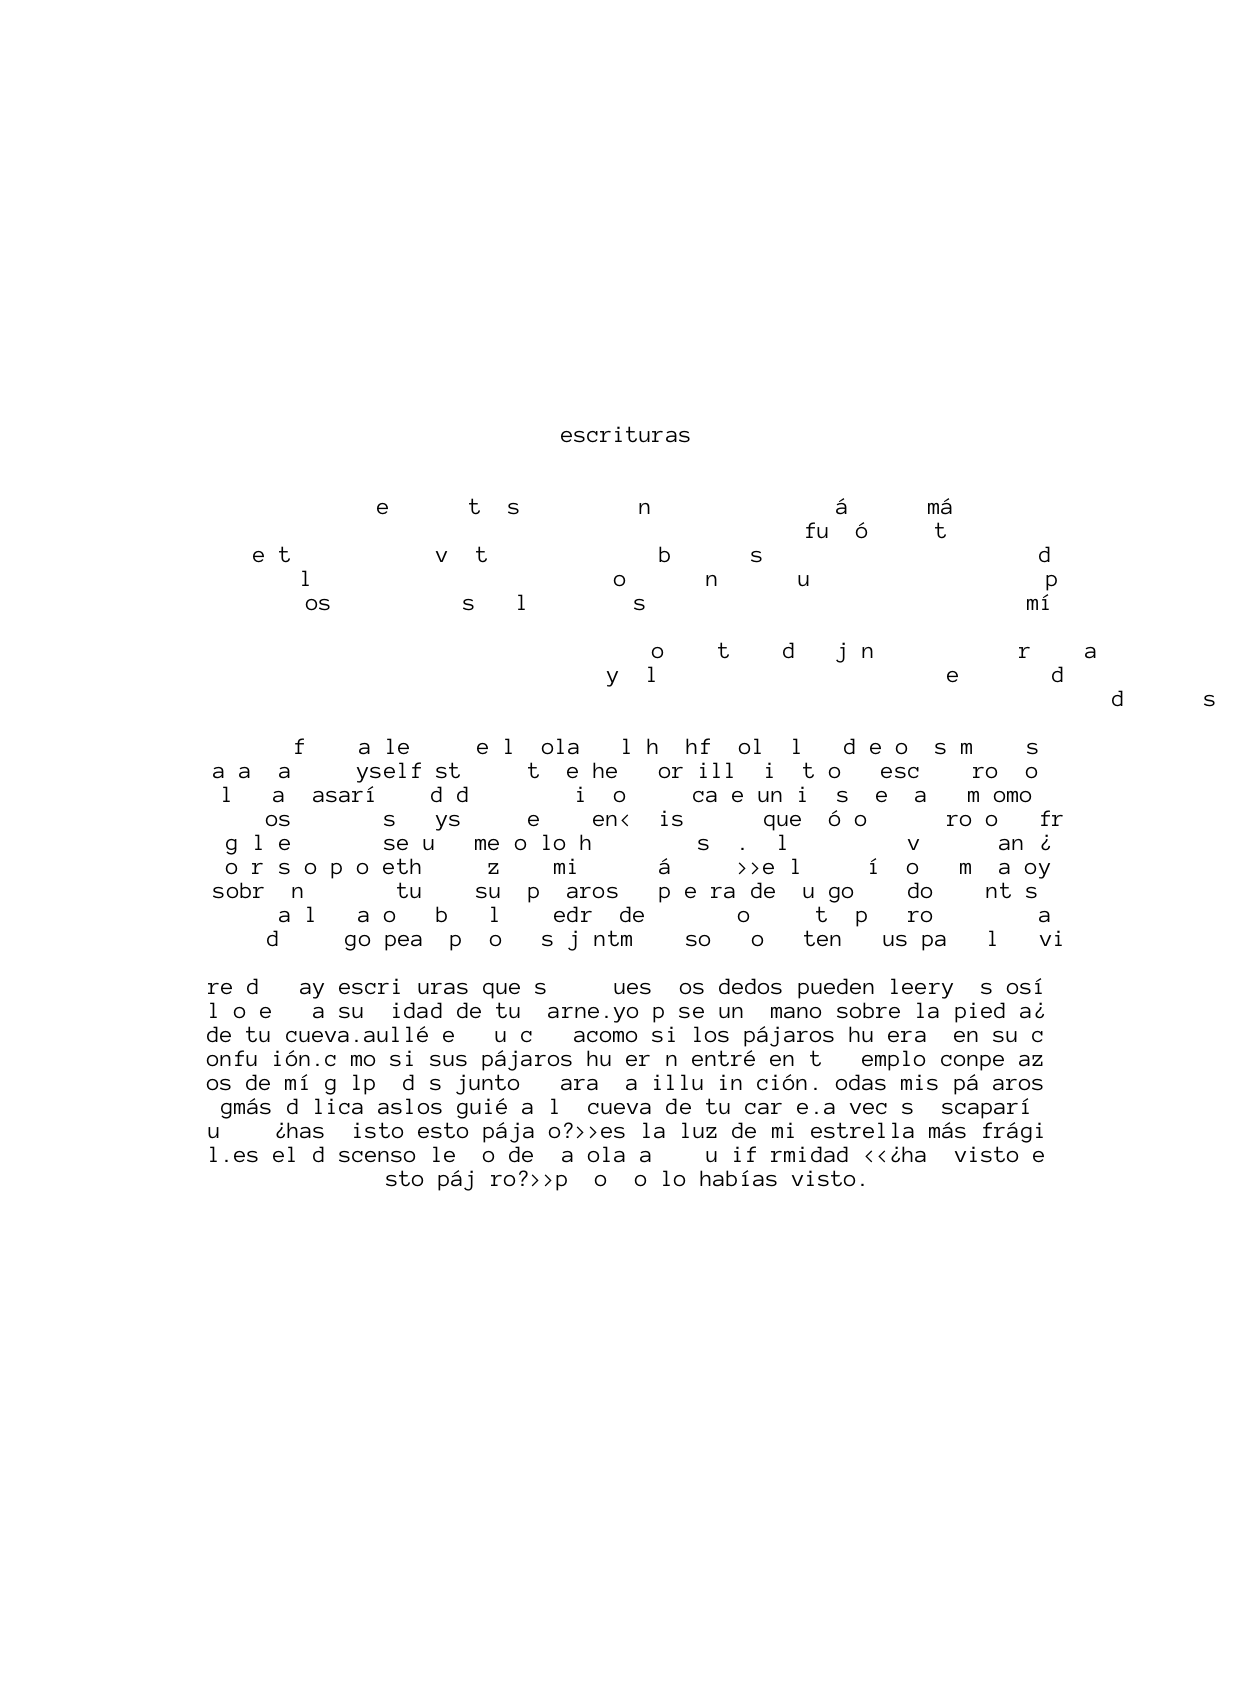 escrituras
e      t  s         n              á      má
fu  ó     t
e t           v  t             b      s                     d
l                       o      n      u                  p
os          s   l        s                             mí
o    t    d   j n           r    a
y  l                      e       d
d      s
f    a le     e l  ola   l h  hf  ol  l   d e o  s m    s
a a  a     yself st     t  e he   or ill  i  t o   esc    ro  o
l   a  asarí    d d        i  o     ca e un i  s  e  a   m omo
os       s   ys     e    en<  is      que  ó o      ro o   fr
g l e       se u   me o lo h        s  .  l         v      an ¿
o r s o p o eth     z    mi      á     >>e l     í  o   m  a oy
sobr  n       tu    su  p  aros   p e ra de  u go    do    nt s
a l   a o   b   l    edr  de       o     t  p   ro        a
d     go pea  p  o   s j ntm    so   o   ten   us pa   l   vi
re d   ay escri uras que s     ues  os dedos pueden leery  s osí
l o e   a su  idad de tu  arne.yo p se un  mano sobre la pied a¿
de tu cueva.aullé e   u c   acomo si los pájaros hu era  en su c
onfu ión.c mo si sus pájaros hu er n entré en t   emplo conpe az
os de mí g lp  d s junto   ara  a illu in ción. odas mis pá aros
gmás d lica aslos guié a l  cueva de tu car e.a vec s  scaparí
u    ¿has  isto esto pája o?>>es la luz de mi estrella más frági
l.es el d scenso le  o de  a ola a    u if rmidad <<¿ha  visto e
sto páj ro?>>p  o  o lo habías visto.